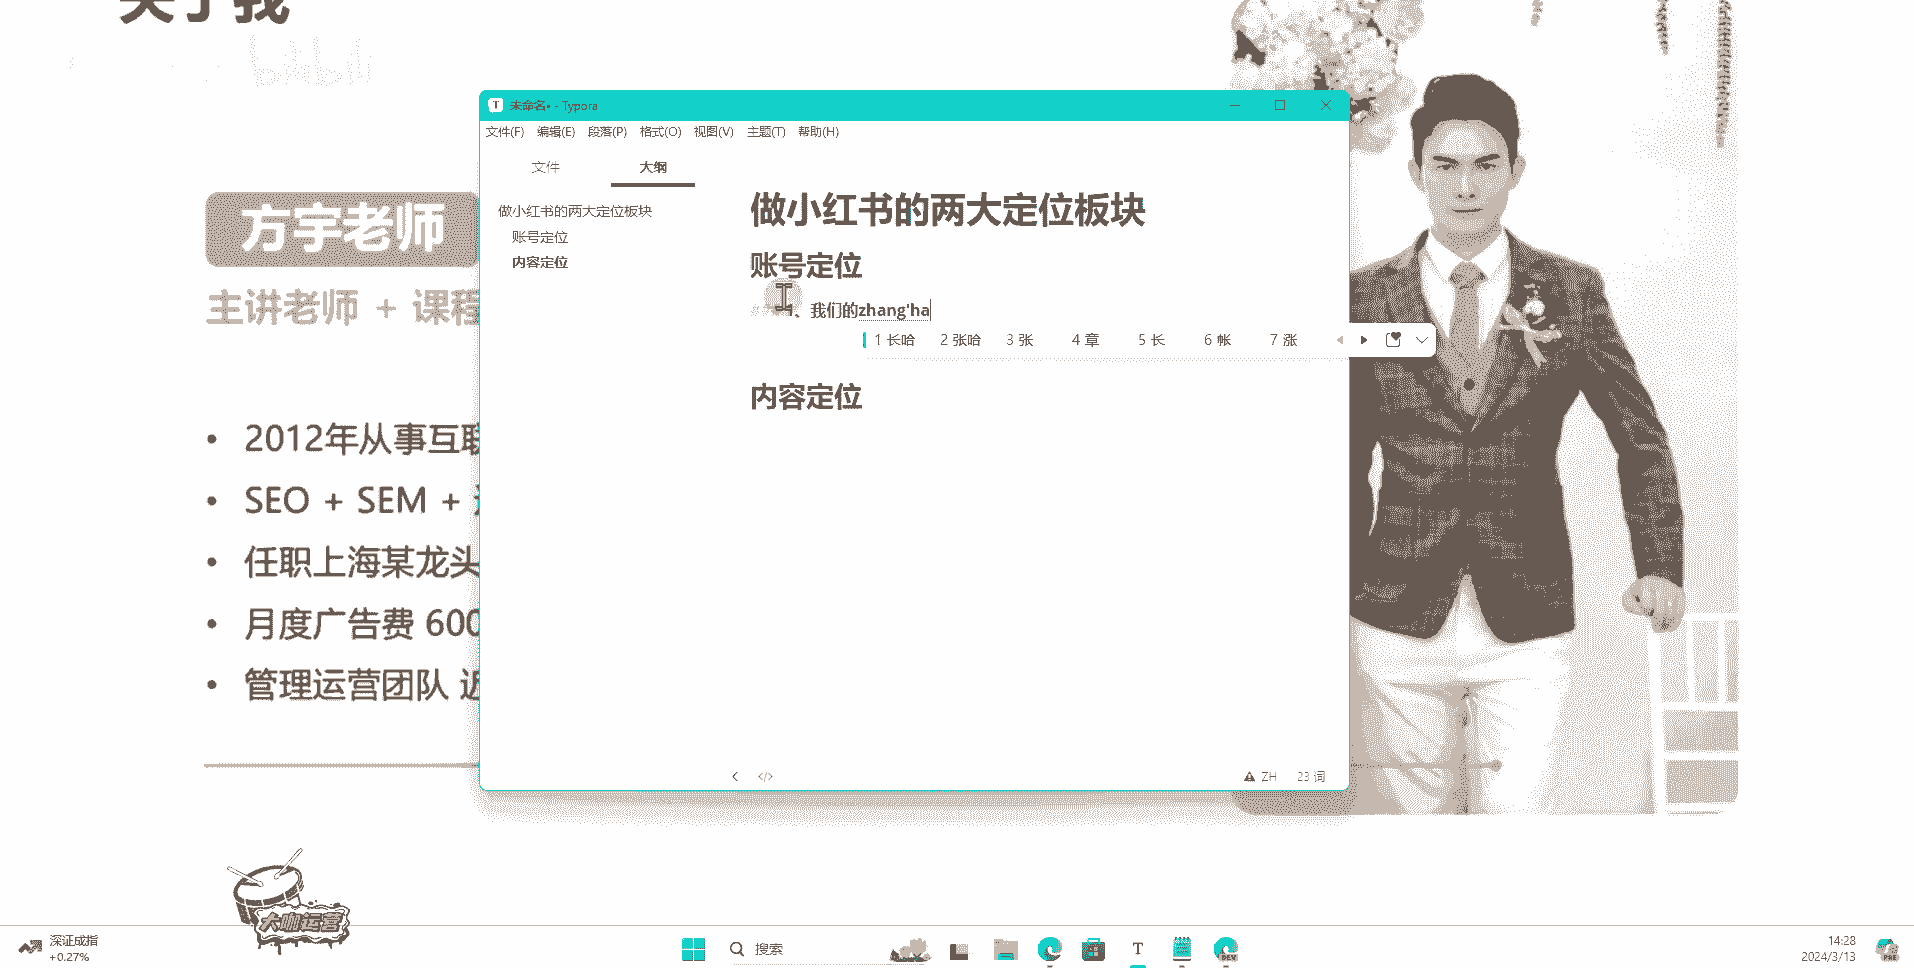 关于我
bilibili
未命名• - Typora
文件(F) 编辑(E) 段落(P) 格式(O) 视图(V) 主题(T) 帮助(H)
文件 大纲
做小红书的两大定位板块
账号定位
内容定位
做小红书的两大定位板块
账号定位
、我们的zhang'ha
1 长哈 2 张哈 3 张 4 章 5 长 6 帐 7 涨
内容定位
ZH 23 词
方宇老师
主讲老师 + 课程
• 2012年从事互联
• SEO + SEM +
• 任职上海某龙头
• 月度广告费 600
• 管理运营团队 近
大咖运营
深证成指
+0.27%
搜索
DEV
14:28
2024/3/13
PRE